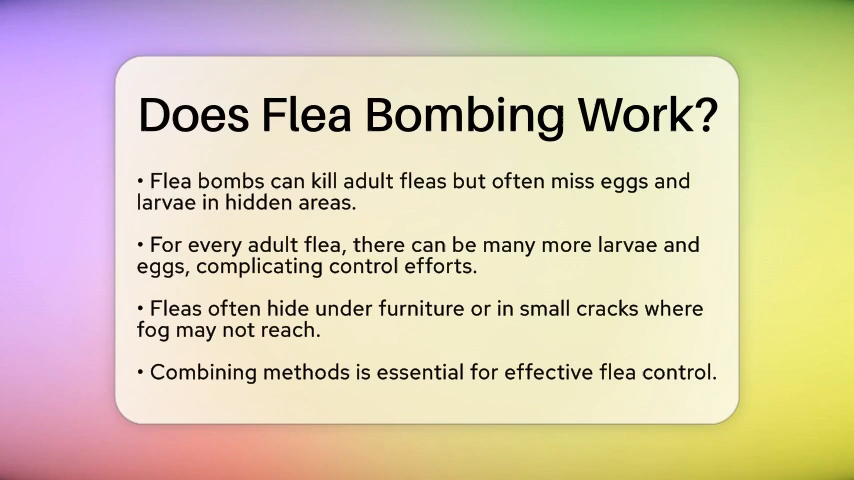 Does Flea Bombing Work?
• Flea bombs can kill adult fleas but often miss eggs and
larvae in hidden areas.
• For every adult flea, there can be many more larvae and
eggs, complicating control efforts.
• Fleas often hide under furniture or in small cracks where
fog may not reach.
• Combining methods is essential for effective flea control.